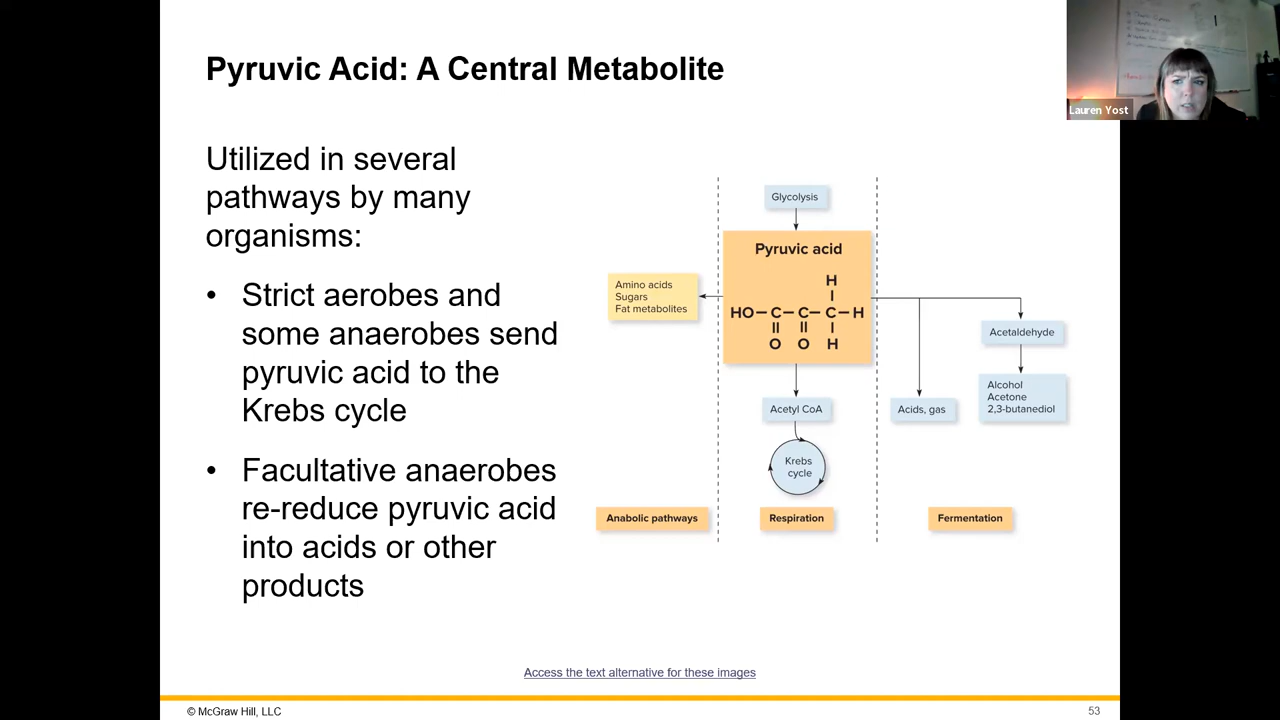 Pyruvic Acid: A Central Metabolite
Lauren Yost
Utilized in several
pathways by many
organisms:
• Strict aerobes and
some anaerobes send
pyruvic acid to the
Krebs cycle
• Facultative anaerobes
re-reduce pyruvic acid
into acids or other
products
Glycolysis
Pyruvic acid
H
HO C C C H
O O H
Amino acids
Sugars
Fat metabolites
Acetaldehyde
Alcohol
Acetone
2,3-butanediol
Acetyl CoA
Acids, gas
Krebs
cycle
Anabolic pathways
Respiration
Fermentation
Access the text alternative for these images
© McGraw Hill, LLC
53